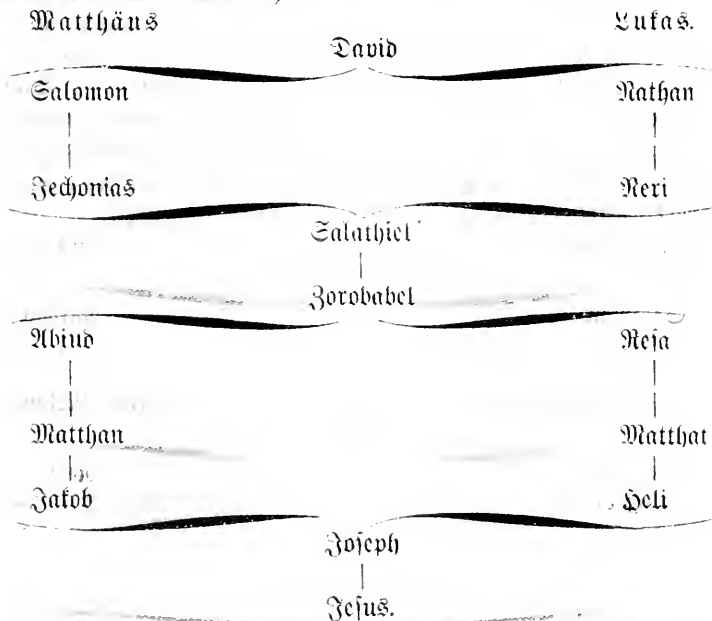 Matthäus Lukas.
David
Salomon Nathan
Jechonias Neri
Salathiel
Zorobabel
Abiud Resa
Matthan Matthat
Jakob Heli
Joseph
Jesus.